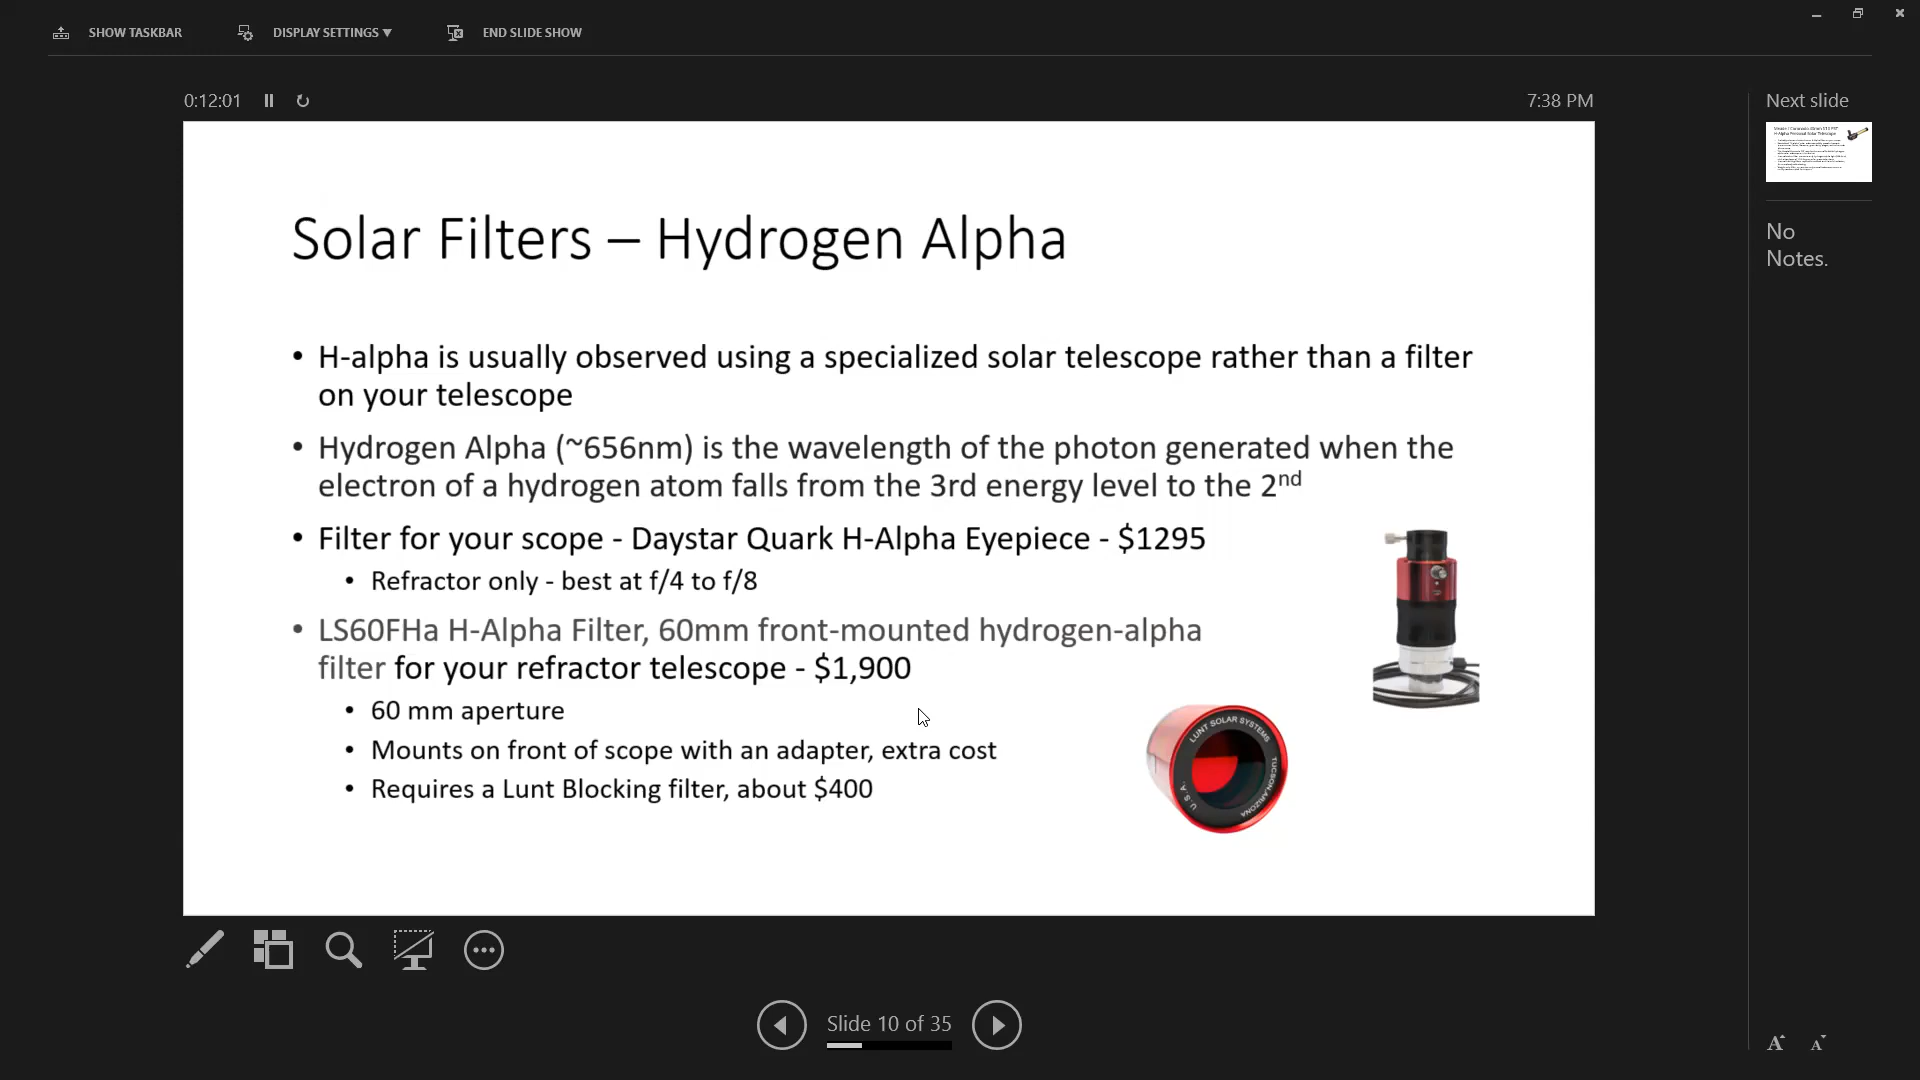 SHOW TASKBAR
DISPLAY SETTINGS ▼
END SLIDE SHOW
0:12:01
7:38 PM
Next slide
No
Notes.
Solar Filters – Hydrogen Alpha
• H-alpha is usually observed using a specialized solar telescope rather than a filter
on your telescope
• Hydrogen Alpha (~656nm) is the wavelength of the photon generated when the
electron of a hydrogen atom falls from the 3rd energy level to the 2nd
• Filter for your scope - Daystar Quark H-Alpha Eyepiece - $1295
• Refractor only - best at f/4 to f/8
• LS60FHa H-Alpha Filter, 60mm front-mounted hydrogen-alpha
filter for your refractor telescope - $1,900
• 60 mm aperture
• Mounts on front of scope with an adapter, extra cost
• Requires a Lunt Blocking filter, about $400
LUNT SOLAR SYSTEMS
TUCSON, ARIZONA
U.S.A.
Slide 10 of 35
A
A